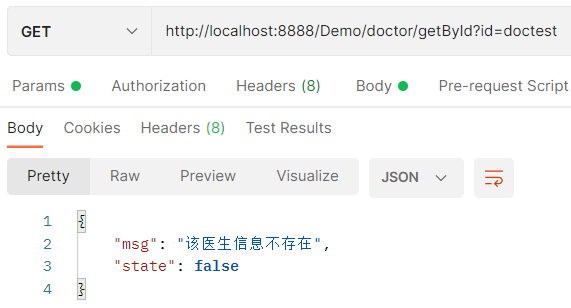 GET http://localhost:8888/Demo/doctor/getById?id=doctest
Params Authorization Headers (8) Body Pre-request Script
Body Cookies Headers (8) Test Results
Pretty Raw Preview Visualize JSON
1 {
2 "msg": "该医生信息不存在",
3 "state": false
4 }